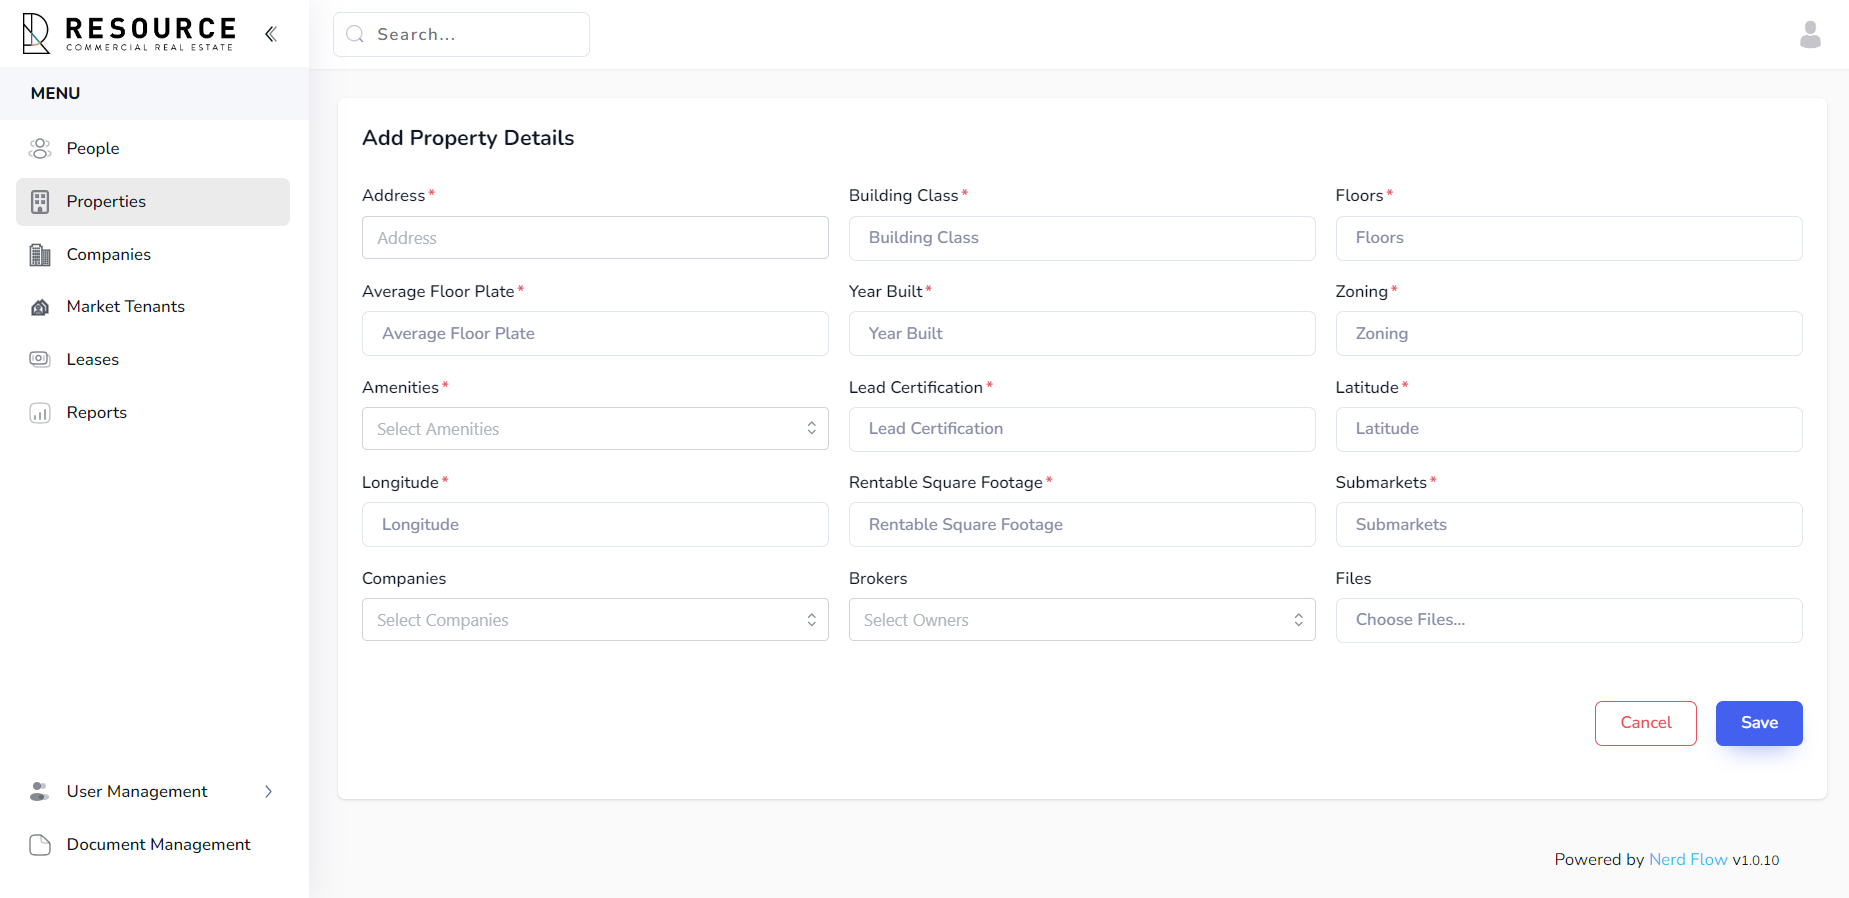 RESOURCE
COMMERCIAL REAL ESTATE
Search...
MENU
People
Properties
Companies
Market Tenants
Leases
Reports
User Management
Document Management
Add Property Details
Address* Building Class* Floors*
Address Building Class Floors
Average Floor Plate* Year Built* Zoning*
Average Floor Plate Year Built Zoning
Amenities* Lead Certification* Latitude*
Select Amenities Lead Certification Latitude
Longitude* Rentable Square Footage* Submarkets*
Longitude Rentable Square Footage Submarkets
Companies Brokers Files
Select Companies Select Owners Choose Files...
Cancel Save
Powered by Nerd Flow v1.0.10